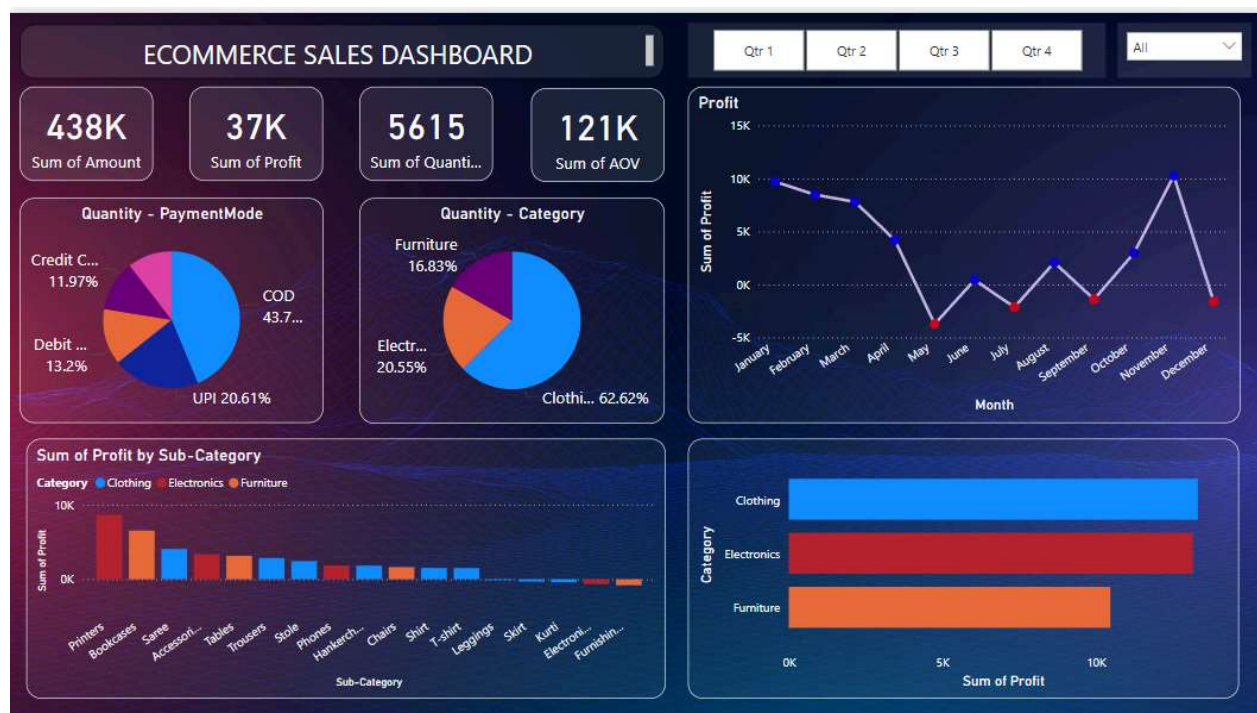 ECOMMERCE SALES DASHBOARD
Qtr 1
Qtr 2
Qtr 3
Qtr 4
All
438K
Sum of Amount
37K
Sum of Profit
5615
Sum of Quanti...
121K
Sum of AOV
Quantity - PaymentMode
Credit C...
11.97%
COD
43.7...
Debit ...
13.2%
UPI 20.61%
Quantity - Category
Furniture
16.83%
Electr...
20.55%
Clothi... 62.62%
Profit
15K
10K
5K
0K
-5K
Sum of Profit
January
February
March
April
May
June
July
August
September
October
November
December
Month
Sum of Profit by Sub-Category
Category Clothing Electronics Furniture
10K
0K
Sum of Profit
Printers
Bookcases
Saree
Accessori...
Tables
Trousers
Stole
Phones
Hankerch...
Chairs
Shirt
T-shirt
Leggings
Skirt
Kurti
Electroni...
Furnishin...
Sub-Category
Category
Clothing
Electronics
Furniture
0K
5K
10K
Sum of Profit